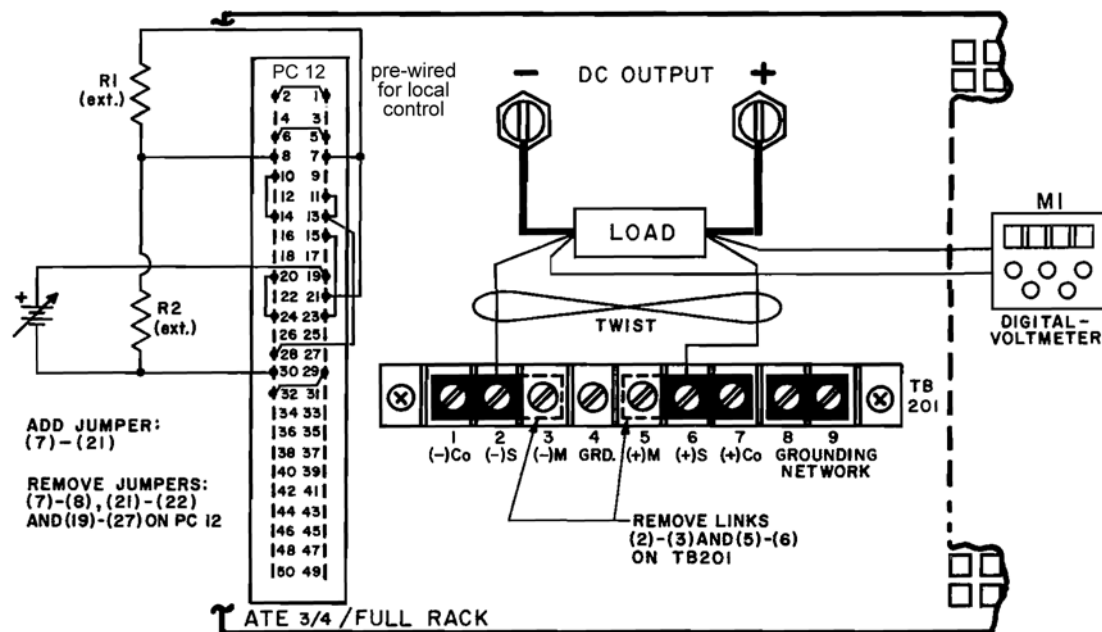 R1
(ext.)
R2
(ext.)
+
ADD JUMPER:
(7)-(21)
REMOVE JUMPERS:
(7)-(8), (21)-(22)
AND (19)-(27) ON PC 12
PC 12
2 1
4 3
6 5
8 7
10 9
12 11
14 13
16 15
18 17
20 19
22 21
24 23
26 25
28 27
30 29
32 31
34 33
36 35
38 37
40 39
42 41
44 43
46 45
48 47
50 49
pre-wired
for local
control
− DC OUTPUT +
LOAD
TWIST
M1
DIGITAL-
VOLTMETER
TB
201
1 2 3 4 5 6 7 8 9
(-)Co (-)S (-)M GRD. (+)M (+)S (+)Co GROUNDING
NETWORK
REMOVE LINKS
(2)-(3) AND (5)-(6)
ON TB201
ATE 3/4 / FULL RACK